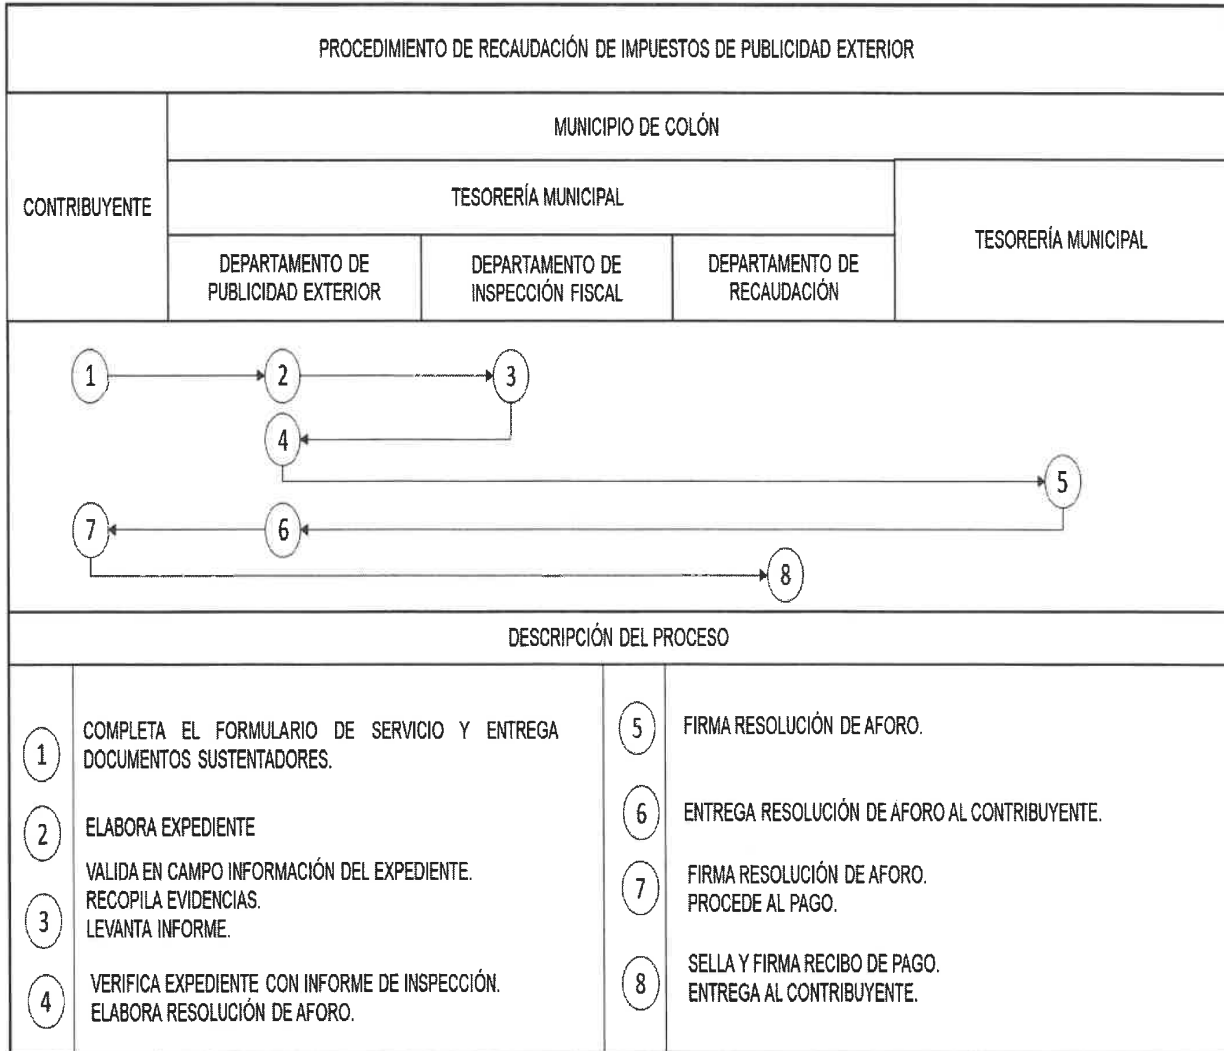 PROCEDIMIENTO DE RECAUDACIÓN DE IMPUESTOS DE PUBLICIDAD EXTERIOR
MUNICIPIO DE COLÓN
CONTRIBUYENTE
TESORERÍA MUNICIPAL
TESORERÍA MUNICIPAL
DEPARTAMENTO DE
PUBLICIDAD EXTERIOR
DEPARTAMENTO DE
INSPECCIÓN FISCAL
DEPARTAMENTO DE
RECAUDACIÓN
1
2
3
4
5
7
6
8
DESCRIPCIÓN DEL PROCESO
1
COMPLETA EL FORMULARIO DE SERVICIO Y ENTREGA
DOCUMENTOS SUSTENTADORES.
2
ELABORA EXPEDIENTE
3
VALIDA EN CAMPO INFORMACIÓN DEL EXPEDIENTE.
RECOPILA EVIDENCIAS.
LEVANTA INFORME.
4
VERIFICA EXPEDIENTE CON INFORME DE INSPECCIÓN.
ELABORA RESOLUCIÓN DE AFORO.
5
FIRMA RESOLUCIÓN DE AFORO.
6
ENTREGA RESOLUCIÓN DE AFORO AL CONTRIBUYENTE.
7
FIRMA RESOLUCIÓN DE AFORO.
PROCEDE AL PAGO.
8
SELLA Y FIRMA RECIBO DE PAGO.
ENTREGA AL CONTRIBUYENTE.